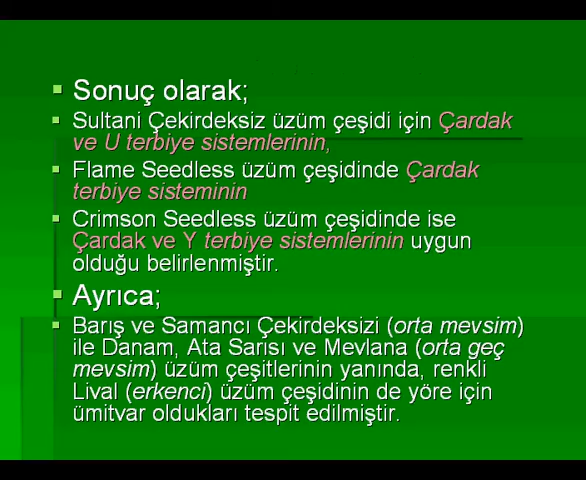 Sonuç olarak;
Sultani Çekirdeksiz üzüm çeşidi için Çardak
ve U terbiye sistemlerinin,
Flame Seedless üzüm çeşidinde Çardak
terbiye sisteminin
Crimson Seedless üzüm çeşidinde ise
Çardak ve Y terbiye sistemlerinin uygun
olduğu belirlenmiştir.
Ayrıca;
Barış ve Samancı Çekirdeksizi (orta mevsim)
ile Danam, Ata Sarısı ve Mevlana (orta geç
mevsim) üzüm çeşitlerinin yanında, renkli
Lival (erkenci) üzüm çeşidinin de yöre için
ümitvar oldukları tespit edilmiştir.